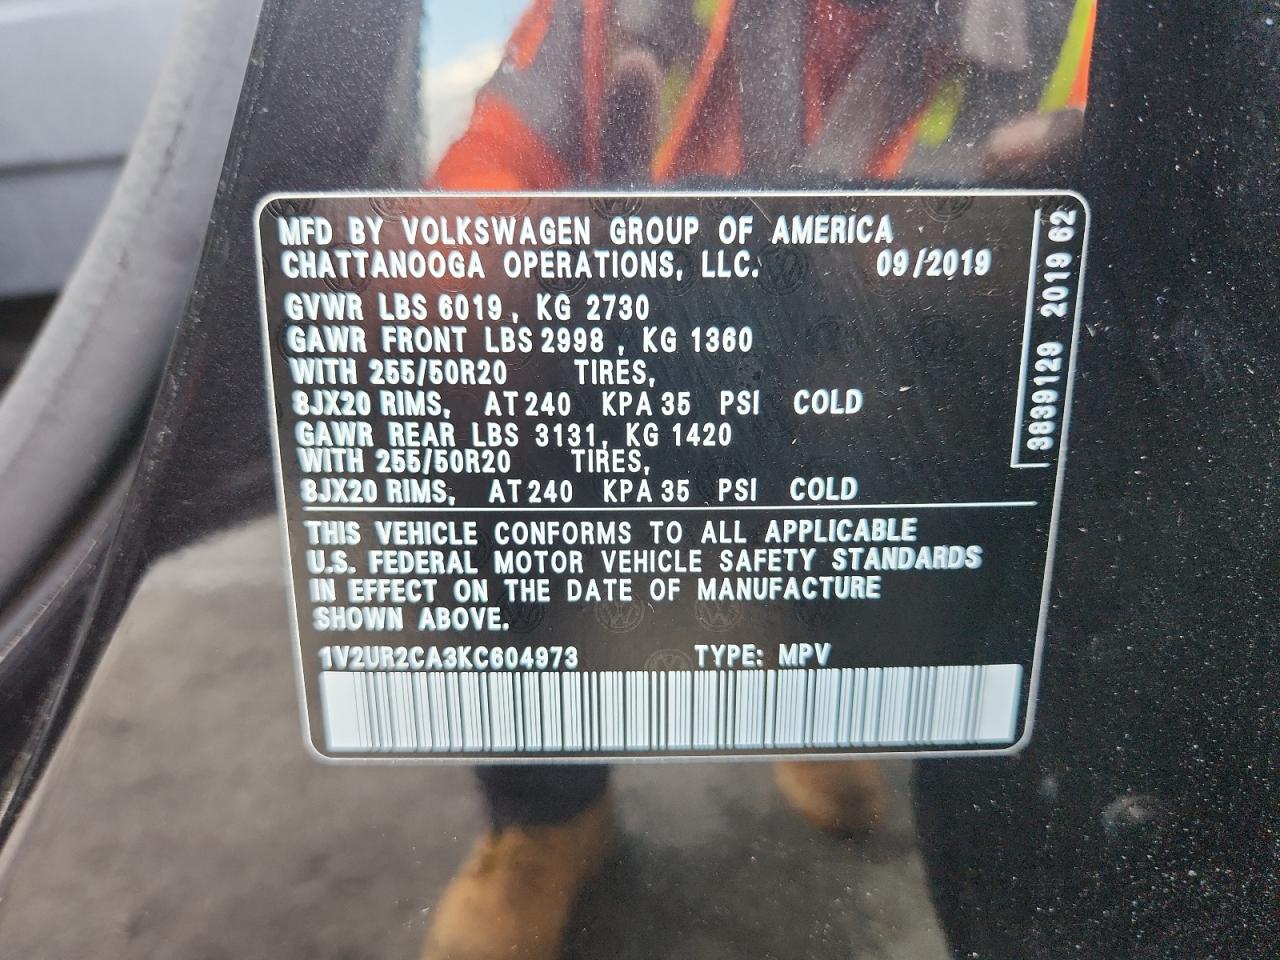 MFD BY VOLKSWAGEN GROUP OF AMERICA
CHATTANOOGA OPERATIONS, LLC. 09/2019
GVWR LBS 6019, KG 2730
GAWR FRONT LBS 2998, KG 1360
WITH 255/50R20 TIRES,
8JX20 RIMS, AT 240 KPA 35 PSI COLD
GAWR REAR LBS 3131, KG 1420
WITH 255/50R20 TIRES,
8JX20 RIMS, AT 240 KPA 35 PSI COLD
THIS VEHICLE CONFORMS TO ALL APPLICABLE
U.S. FEDERAL MOTOR VEHICLE SAFETY STANDARDS
IN EFFECT ON THE DATE OF MANUFACTURE
SHOWN ABOVE.
1V2UR2CA3KC604973 TYPE: MPV
3839129 2019 62